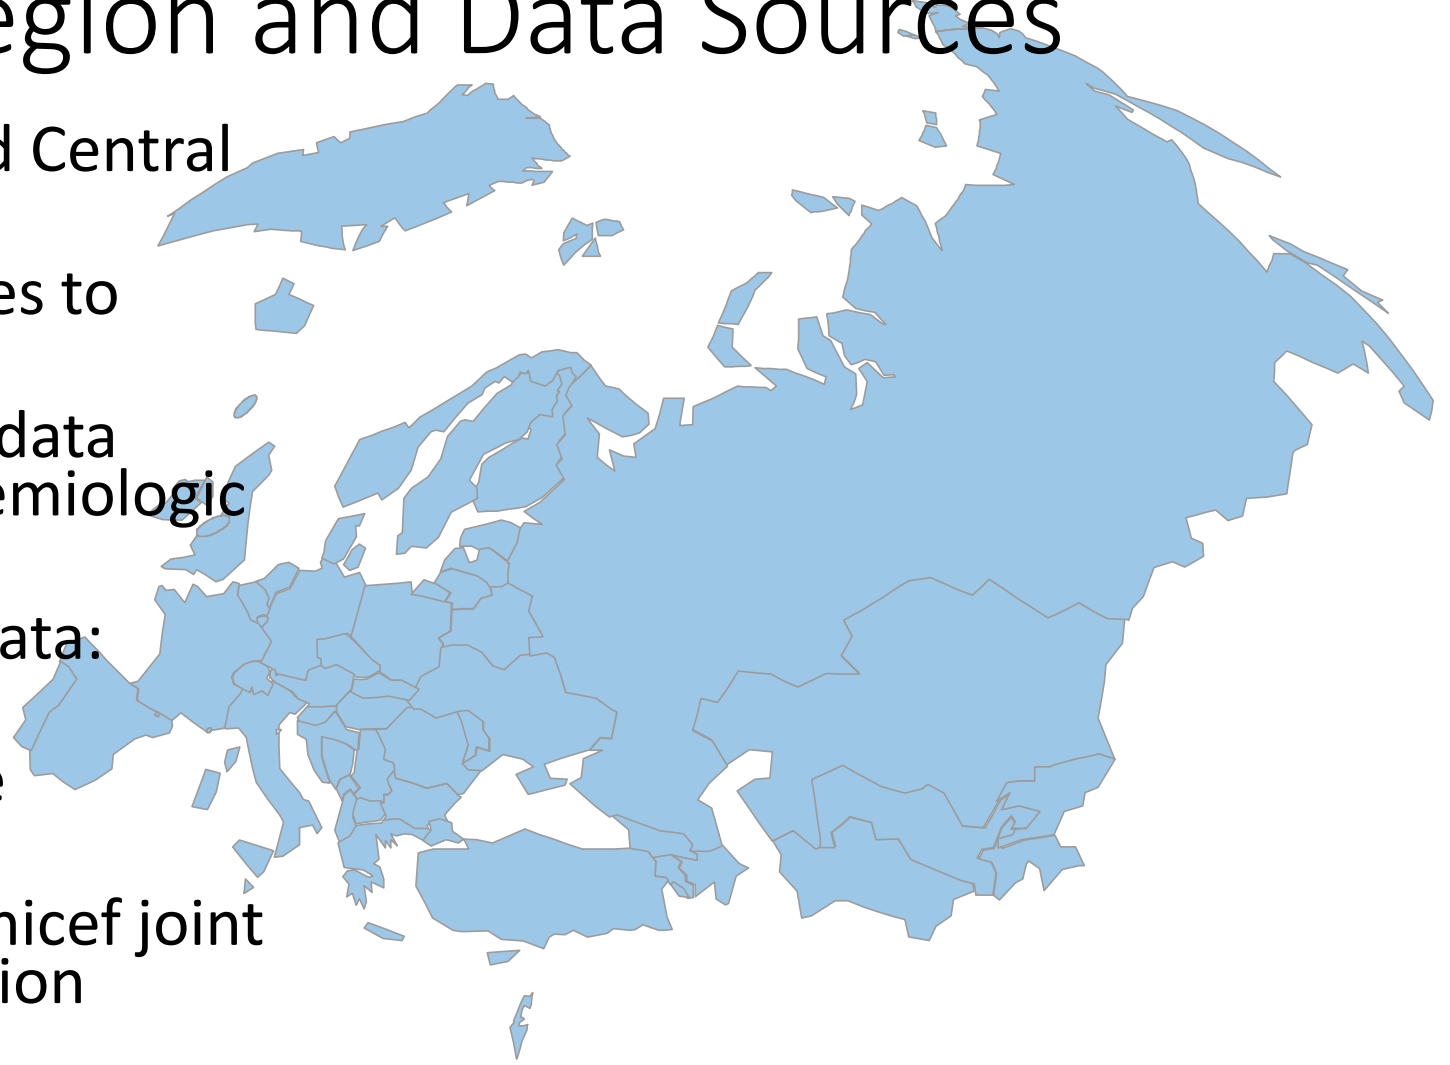 egion and Data Sources
d Central
es to
data
emiologic
ata:
e
nicef joint
ion